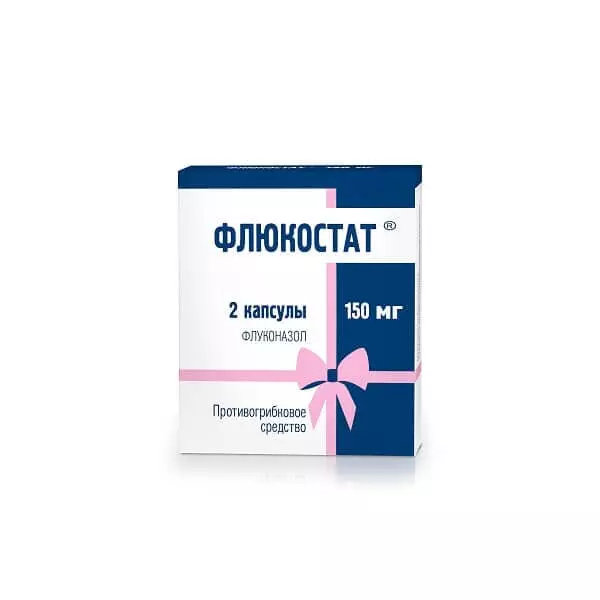 ФЛЮКОСТАТ ®
2 капсулы 150 мг
ФЛУКОНАЗОЛ
Противогрибковое
средство